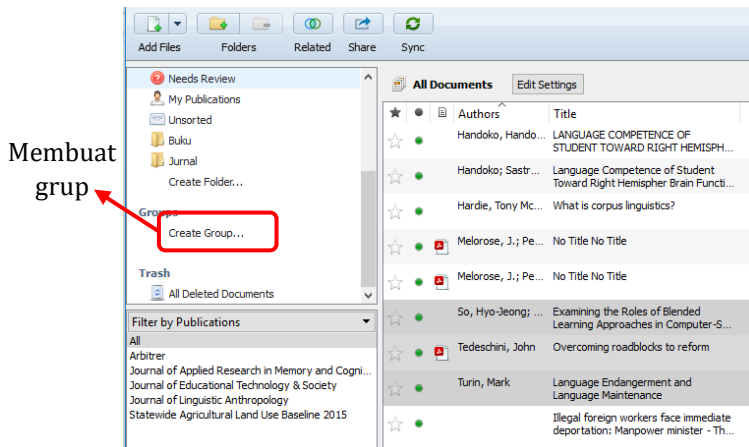 Add Files
Folders
Related
Share
Sync
Membuat
grup
Needs Review
My Publications
Unsorted
Buku
Jurnal
Create Folder...
Groups
Create Group...
Trash
All Deleted Documents
Filter by Publications
All
Arbitrer
Journal of Applied Research in Memory and Cogni...
Journal of Educational Technology & Society
Journal of Linguistic Anthropology
Statewide Agricultural Land Use Baseline 2015
All Documents Edit Settings
Authors Title
Handoko, Hando... LANGUAGE COMPETENCE OF
STUDENT TOWARD RIGHT HEMISPH...
Handoko; Sastr... Language Competence of Student
Toward Right Hemispher Brain Functi...
Hardie, Tony Mc... What is corpus linguistics?
Melorose, J.; Pe... No Title No Title
Melorose, J.; Pe... No Title No Title
So, Hyo-Jeong; ... Examining the Roles of Blended
Learning Approaches in Computer-S...
Tedeschini, John Overcoming roadblocks to reform
Turin, Mark Language Endangerment and
Language Maintenance
Illegal foreign workers face immediate
deportation: Manpower minister - Th...